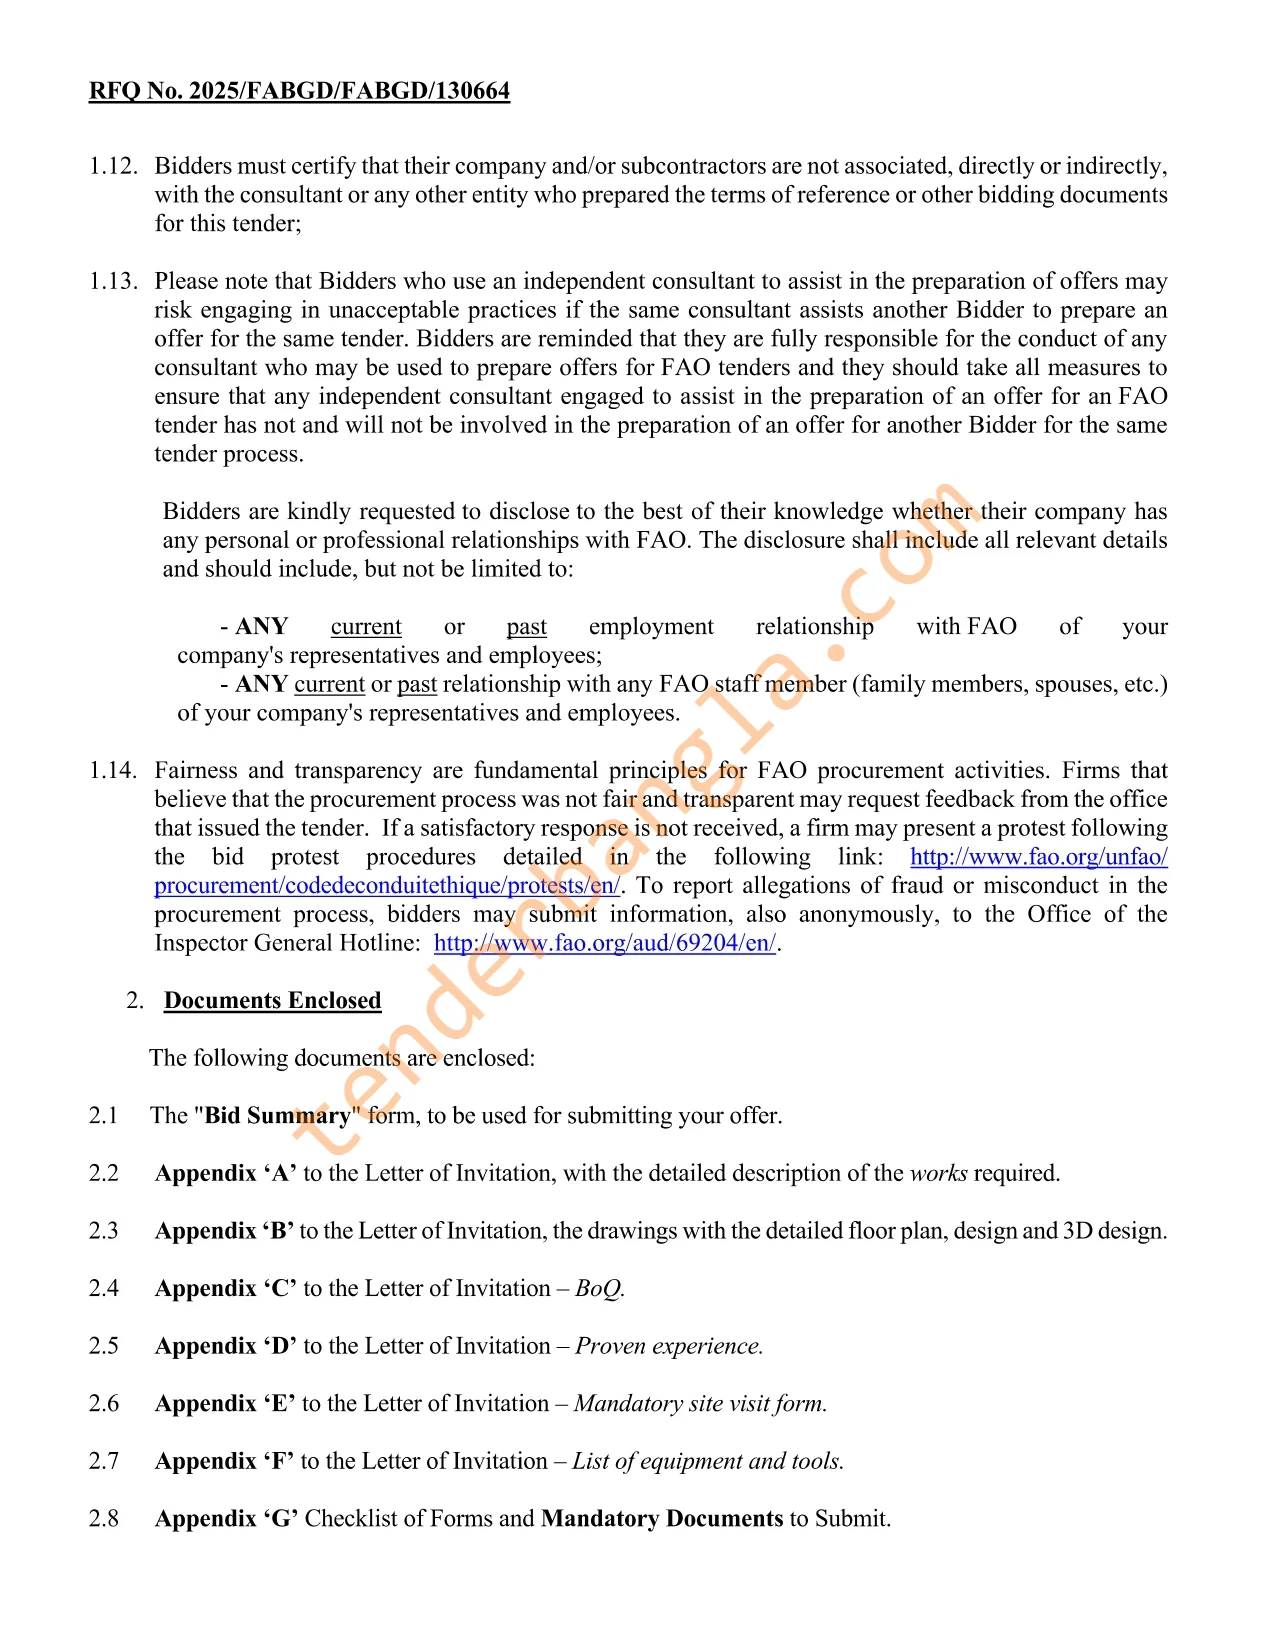 RFQ No. 2025/FABGD/FABGD/130664
1.12. Bidders must certify that their company and/or subcontractors are not associated, directly or indirectly,
with the consultant or any other entity who prepared the terms of reference or other bidding documents
for this tender;
1.13. Please note that Bidders who use an independent consultant to assist in the preparation of offers may
risk engaging in unacceptable practices if the same consultant assists another Bidder to prepare an
offer for the same tender. Bidders are reminded that they are fully responsible for the conduct of any
consultant who may be used to prepare offers for FAO tenders and they should take all measures to
ensure that any independent consultant engaged to assist in the preparation of an offer for an FAO
tender has not and will not be involved in the preparation of an offer for another Bidder for the same
tender process.
Bidders are kindly requested to disclose to the best of their knowledge whether their company has
any personal or professional relationships with FAO. The disclosure shall include all relevant details
and should include, but not be limited to:
- ANY current or past employment relationship with FAO of your
company's representatives and employees;
- ANY current or past relationship with any FAO staff member (family members, spouses, etc.)
of your company's representatives and employees.
1.14. Fairness and transparency are fundamental principles for FAO procurement activities. Firms that
believe that the procurement process was not fair and transparent may request feedback from the office
that issued the tender. If a satisfactory response is not received, a firm may present a protest following
the bid protest procedures detailed in the following link: http://www.fao.org/unfao/
procurement/codedeconduitethique/protests/en/. To report allegations of fraud or misconduct in the
procurement process, bidders may submit information, also anonymously, to the Office of the
Inspector General Hotline: http://www.fao.org/aud/69204/en/.
2. Documents Enclosed
The following documents are enclosed:
2.1 The "Bid Summary" form, to be used for submitting your offer.
2.2 Appendix ‘A’ to the Letter of Invitation, with the detailed description of the works required.
2.3 Appendix ‘B’ to the Letter of Invitation, the drawings with the detailed floor plan, design and 3D design.
2.4 Appendix ‘C’ to the Letter of Invitation – BoQ.
2.5 Appendix ‘D’ to the Letter of Invitation – Proven experience.
2.6 Appendix ‘E’ to the Letter of Invitation – Mandatory site visit form.
2.7 Appendix ‘F’ to the Letter of Invitation – List of equipment and tools.
2.8 Appendix ‘G’ Checklist of Forms and Mandatory Documents to Submit.
tenderbangla.com